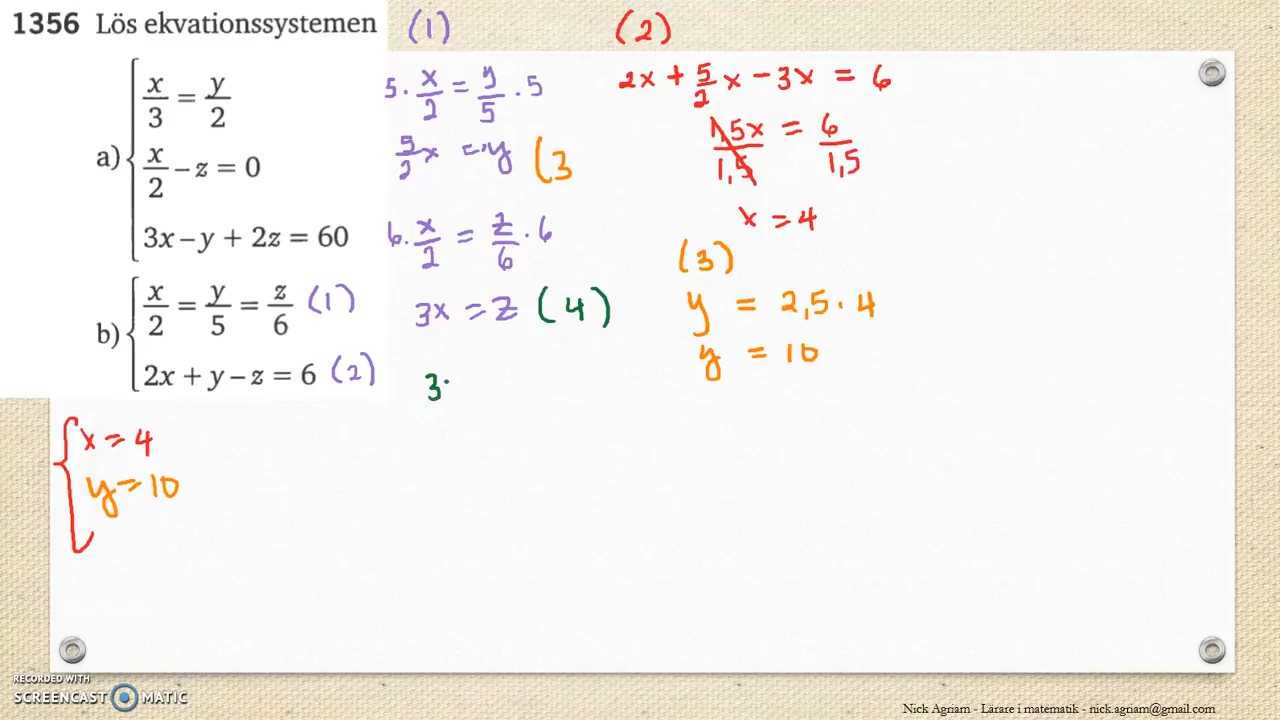 1356 Lös ekvationssystemen
a) { x/3 = y/2
x/2 – z = 0
3x – y + 2z = 60
b) { x/2 = y/5 = z/6 (1)
2x + y – z = 6 (2)
{ x = 4
y = 10
(1)
5 · x/2 = y/5 · 5
5/2 x = y (3
6 · x/2 = z/6 · 6
3x = z (4)
3·
(2)
2x + 5/2 x – 3x = 6
1,5x/1,5 = 6/1,5
x = 4
(3)
y = 2,5 · 4
y = 10
RECORDED WITH
SCREENCAST MATIC
Nick Agriam - Lärare i matematik - nick.agriam@gmail.com